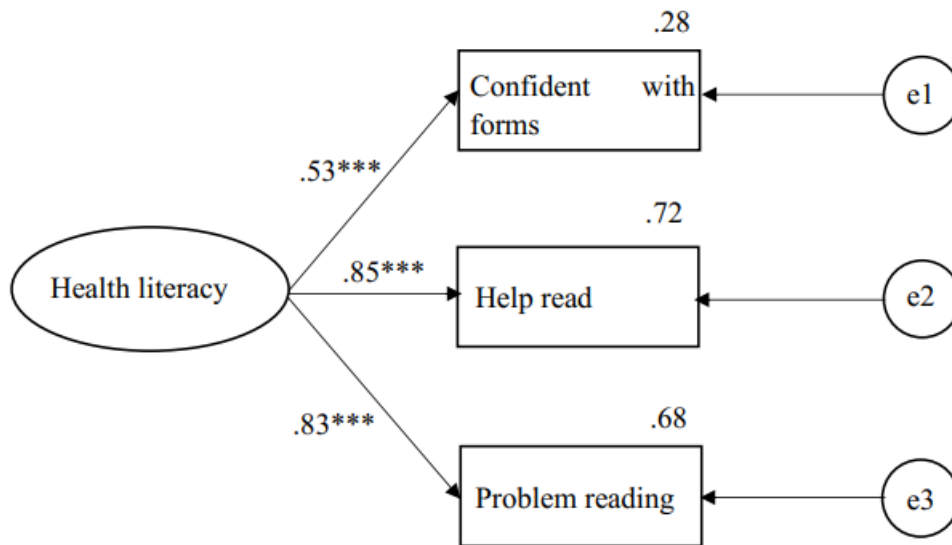 .28
Confident with
forms
e1
.53***
.72
Health literacy
.85***
Help read
e2
.83***
.68
Problem reading
e3